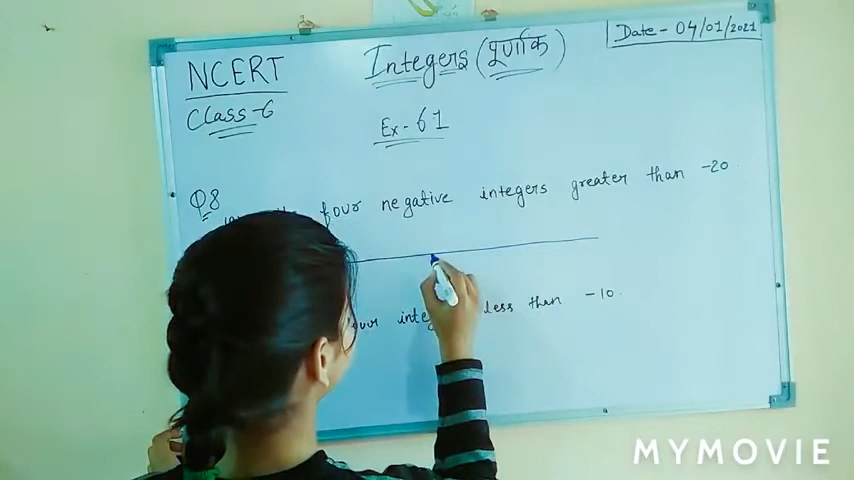 NCERT
Integers (पूर्णांक)
Date - 04/01/2021
Class-6
Ex - 6.1
Q8
four negative integers greater than -20.
less than -10.
MYMOVIE